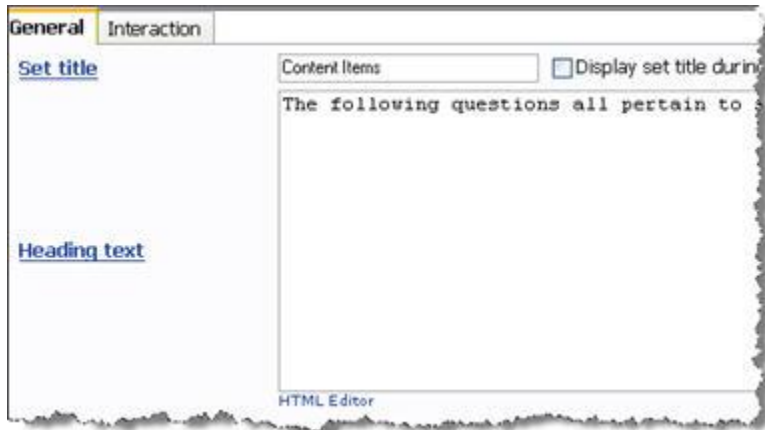 General Interaction
Set title Content Items Display set title durin
The following questions all pertain to
Heading text
HTML Editor